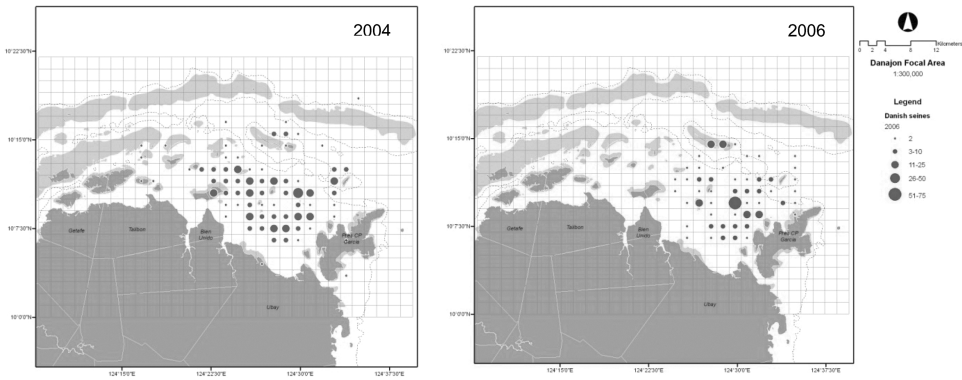 2004
10°22'30"N
10°15'0"N
10°7'30"N
10°0'0"N
Getafe
Talibon
Bien
Unido
Pres CP
Garcia
Ubay
124°15'0"E
124°22'30"E
124°30'0"E
124°37'30"E
2006
10°22'30"N
10°15'0"N
10°7'30"N
10°0'0"N
Getafe
Talibon
Bien
Unido
Garcia
Ubay
124°15'0"E
124°22'30"E
124°30'0"E
124°37'30"E
0 2 4 8 12
Kilometers
Danajon Focal Area
1:300,000
Legend
Danish seines
2006
2
3-10
11-25
26-50
51-75